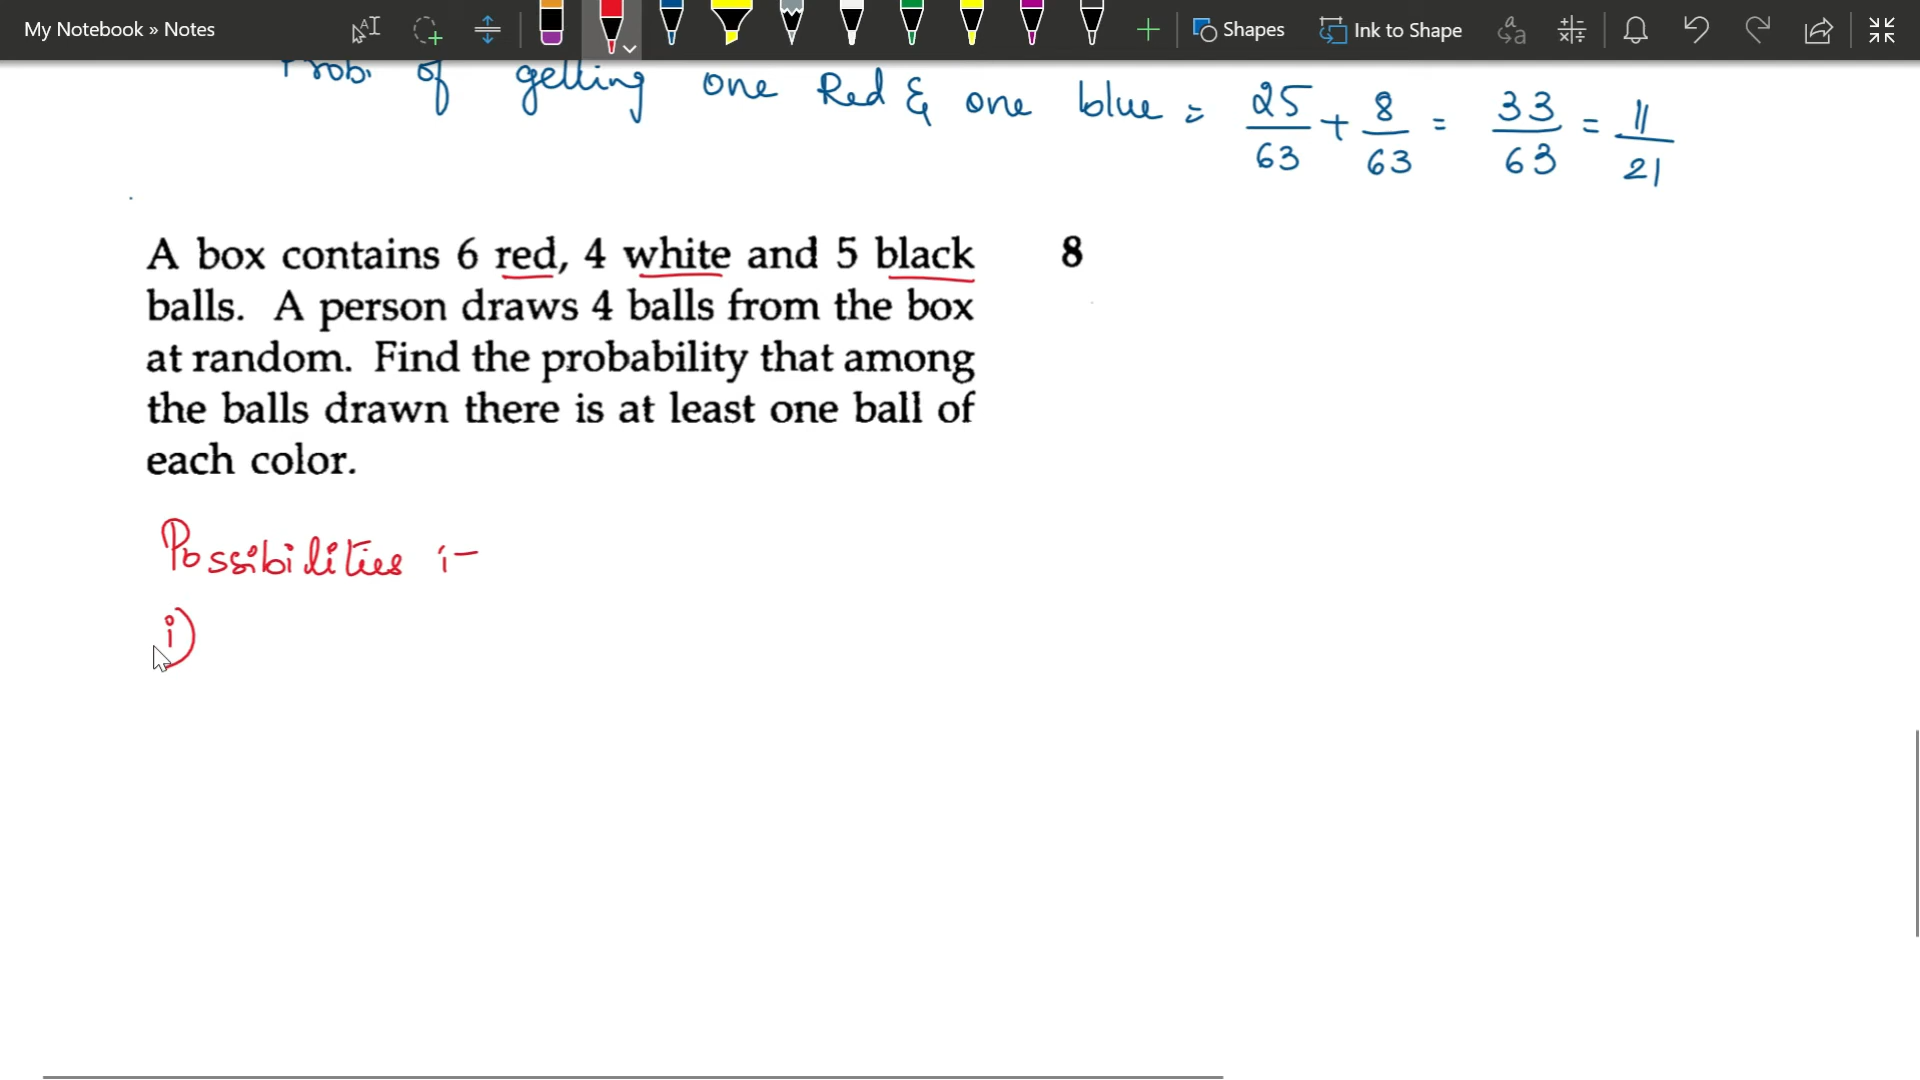 My Notebook » Notes
Shapes
Ink to Shape
Prob. of getting one Red & one blue = 25/63 + 8/63 = 33/63 = 11/21
A box contains 6 red, 4 white and 5 black 8
balls. A person draws 4 balls from the box
at random. Find the probability that among
the balls drawn there is at least one ball of
each color.
Possibilities :-
i)